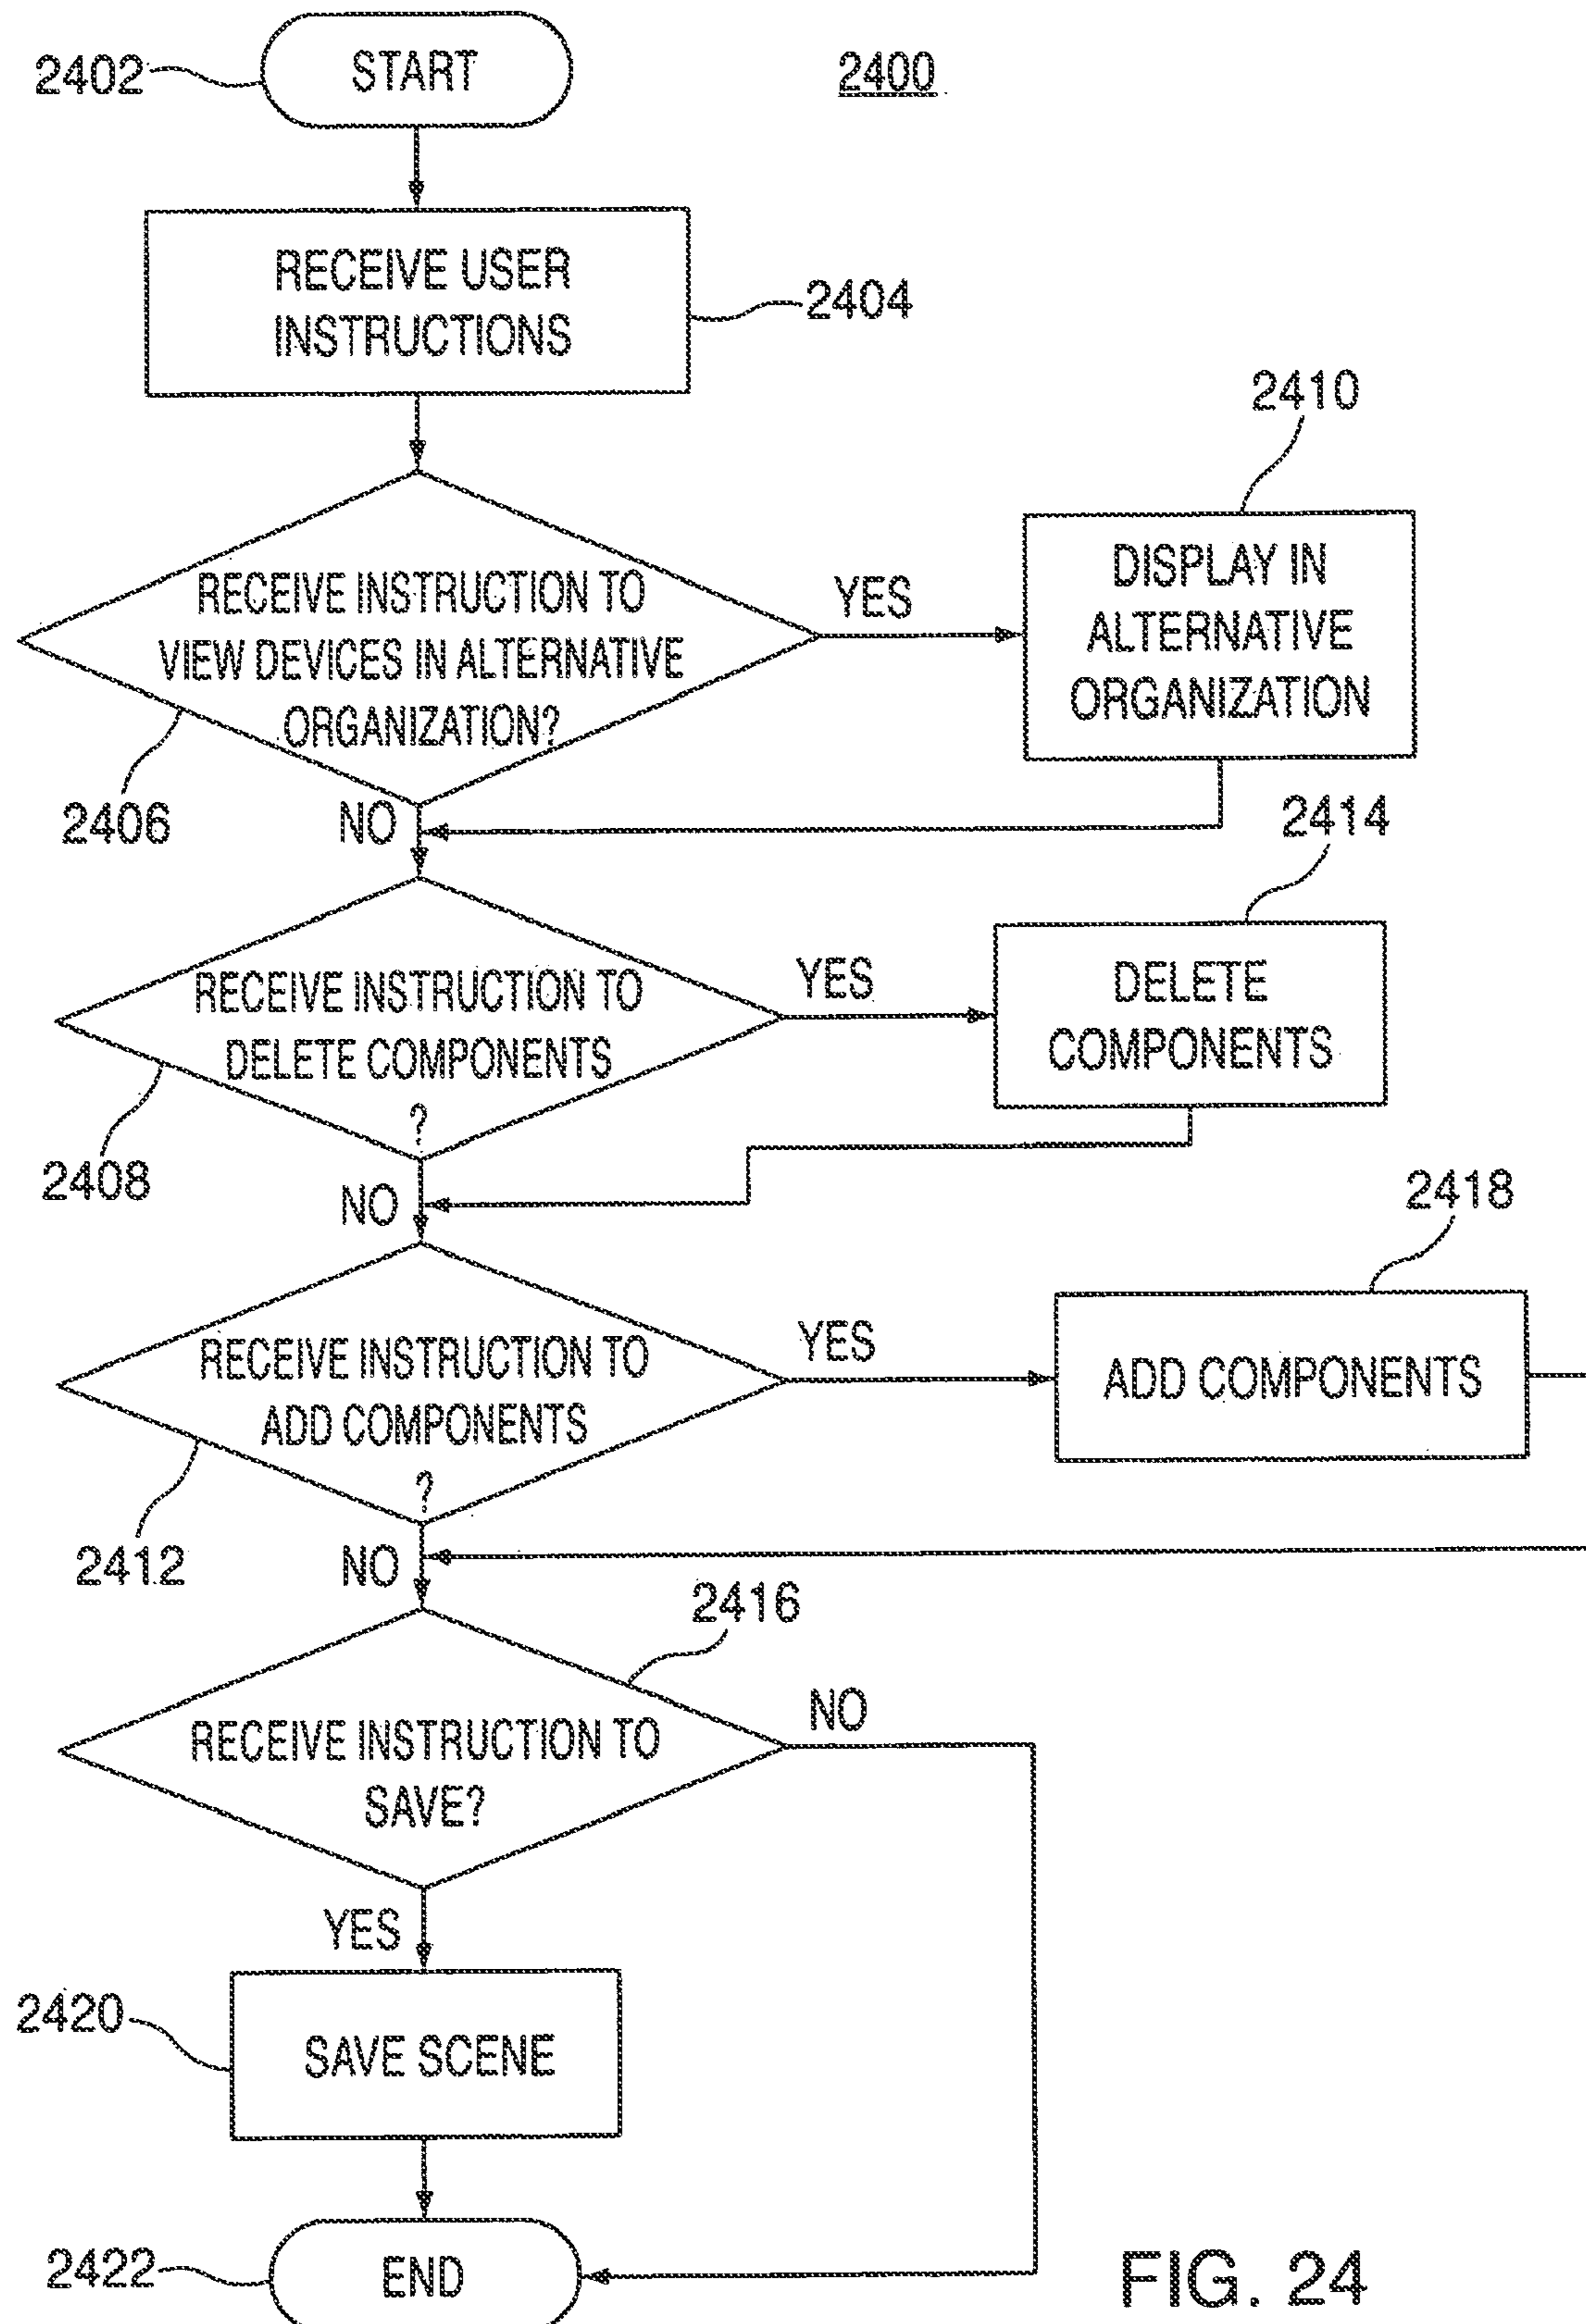 2402
START
2400
RECEIVE USER
INSTRUCTIONS
2404
2410
RECEIVE INSTRUCTION TO
VIEW DEVICES IN ALTERNATIVE
ORGANIZATION?
YES
DISPLAY IN
ALTERNATIVE
ORGANIZATION
2406
NO
2414
RECEIVE INSTRUCTION TO
DELETE COMPONENTS
?
YES
DELETE
COMPONENTS
2408
NO
2418
RECEIVE INSTRUCTION TO
ADD COMPONENTS
?
YES
ADD COMPONENTS
2412
NO
2416
RECEIVE INSTRUCTION TO
SAVE?
NO
YES
2420
SAVE SCENE
2422
END
FIG. 24